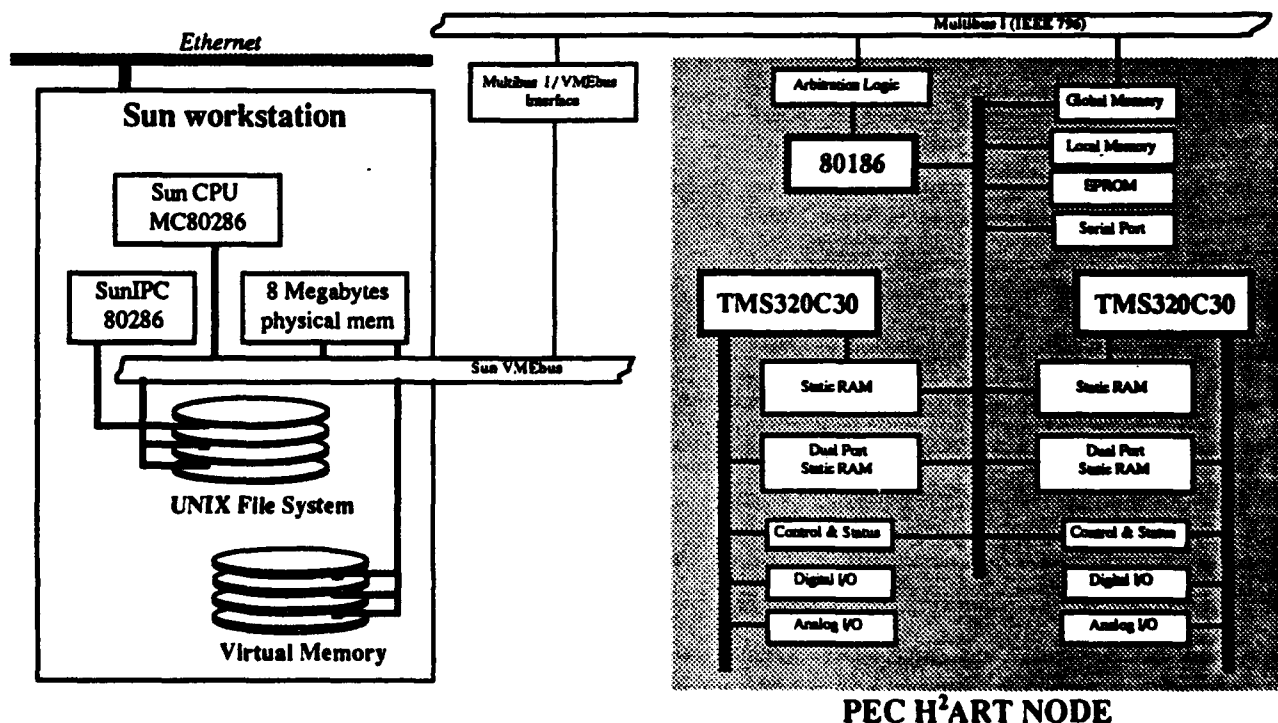 Ethernet
Multibus I (IEEE 796)
Sun workstation
Sun CPU
MC80286
SunIPC
80286
8 Megabytes
physical mem
Sun VMEbus
UNIX File System
Virtual Memory
Multibus I/VMEbus
Interface
Arbitration Logic
80186
Global Memory
Local Memory
EPROM
Serial Port
TMS320C30
TMS320C30
Static RAM
Static RAM
Dual Port
Static RAM
Dual Port
Static RAM
Control & Status
Control & Status
Digital I/O
Digital I/O
Analog I/O
Analog I/O
PEC H²ART NODE